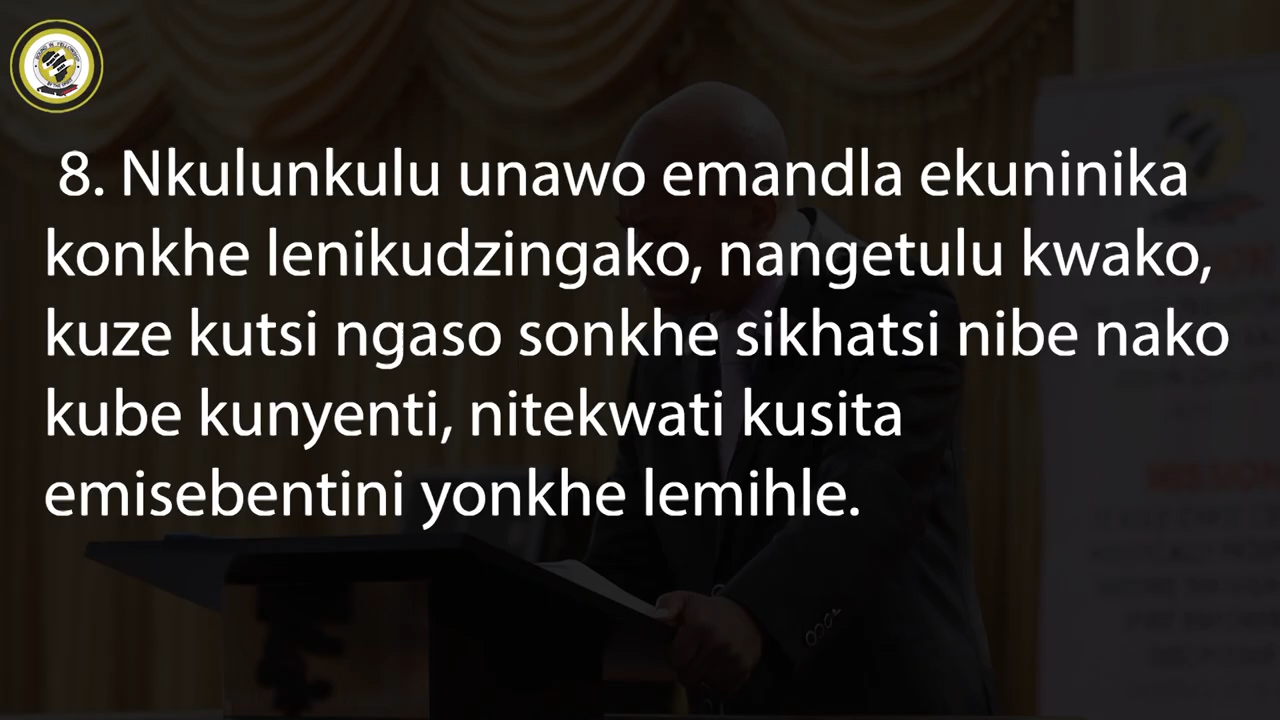 8. Nkulunkulu unawo emandla ekuninika
konkhe lenikudzingako, nangetulu kwako,
kuze kutsi ngaso sonkhe sikhatsi nibe nako
kube kunyenti, nitekwati kusita
emisebentini yonkhe lemihle.